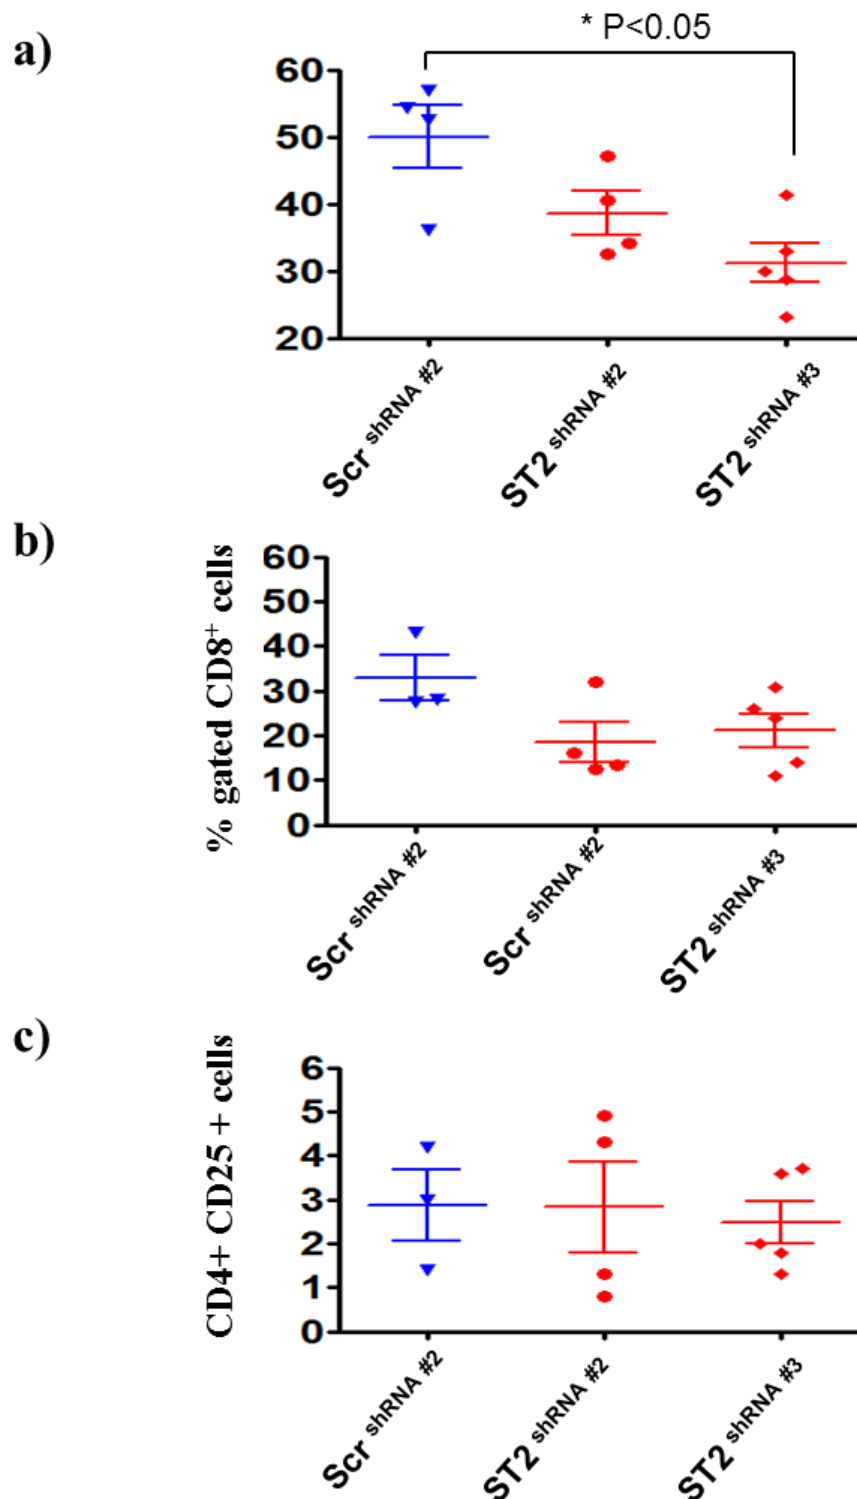 * P<0.05
a)
60
50
40
30
20
Scr shRNA #2
ST2 shRNA #2
ST2 shRNA #3
b)
% gated CD8+ cells
60
50
40
30
20
10
0
Scr shRNA #2
Scr shRNA #2
ST2 shRNA #3
c)
CD4+ CD25 + cells
6
5
4
3
2
1
0
Scr shRNA #2
ST2 shRNA #2
ST2 shRNA #3